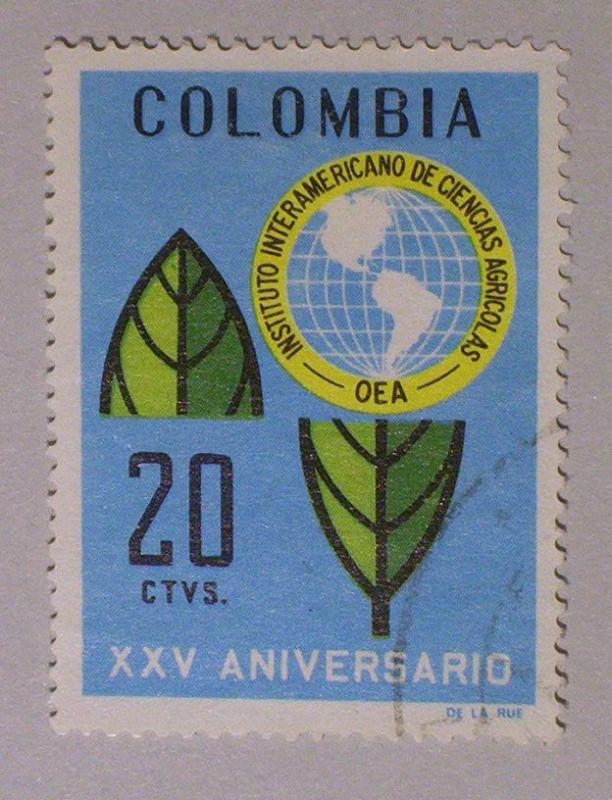 COLOMBIA
INSTITUTO INTERAMERICANO DE CIENCIAS AGRICOLAS
OEA
20
CTVS.
XXV ANIVERSARIO
DE LA RUE